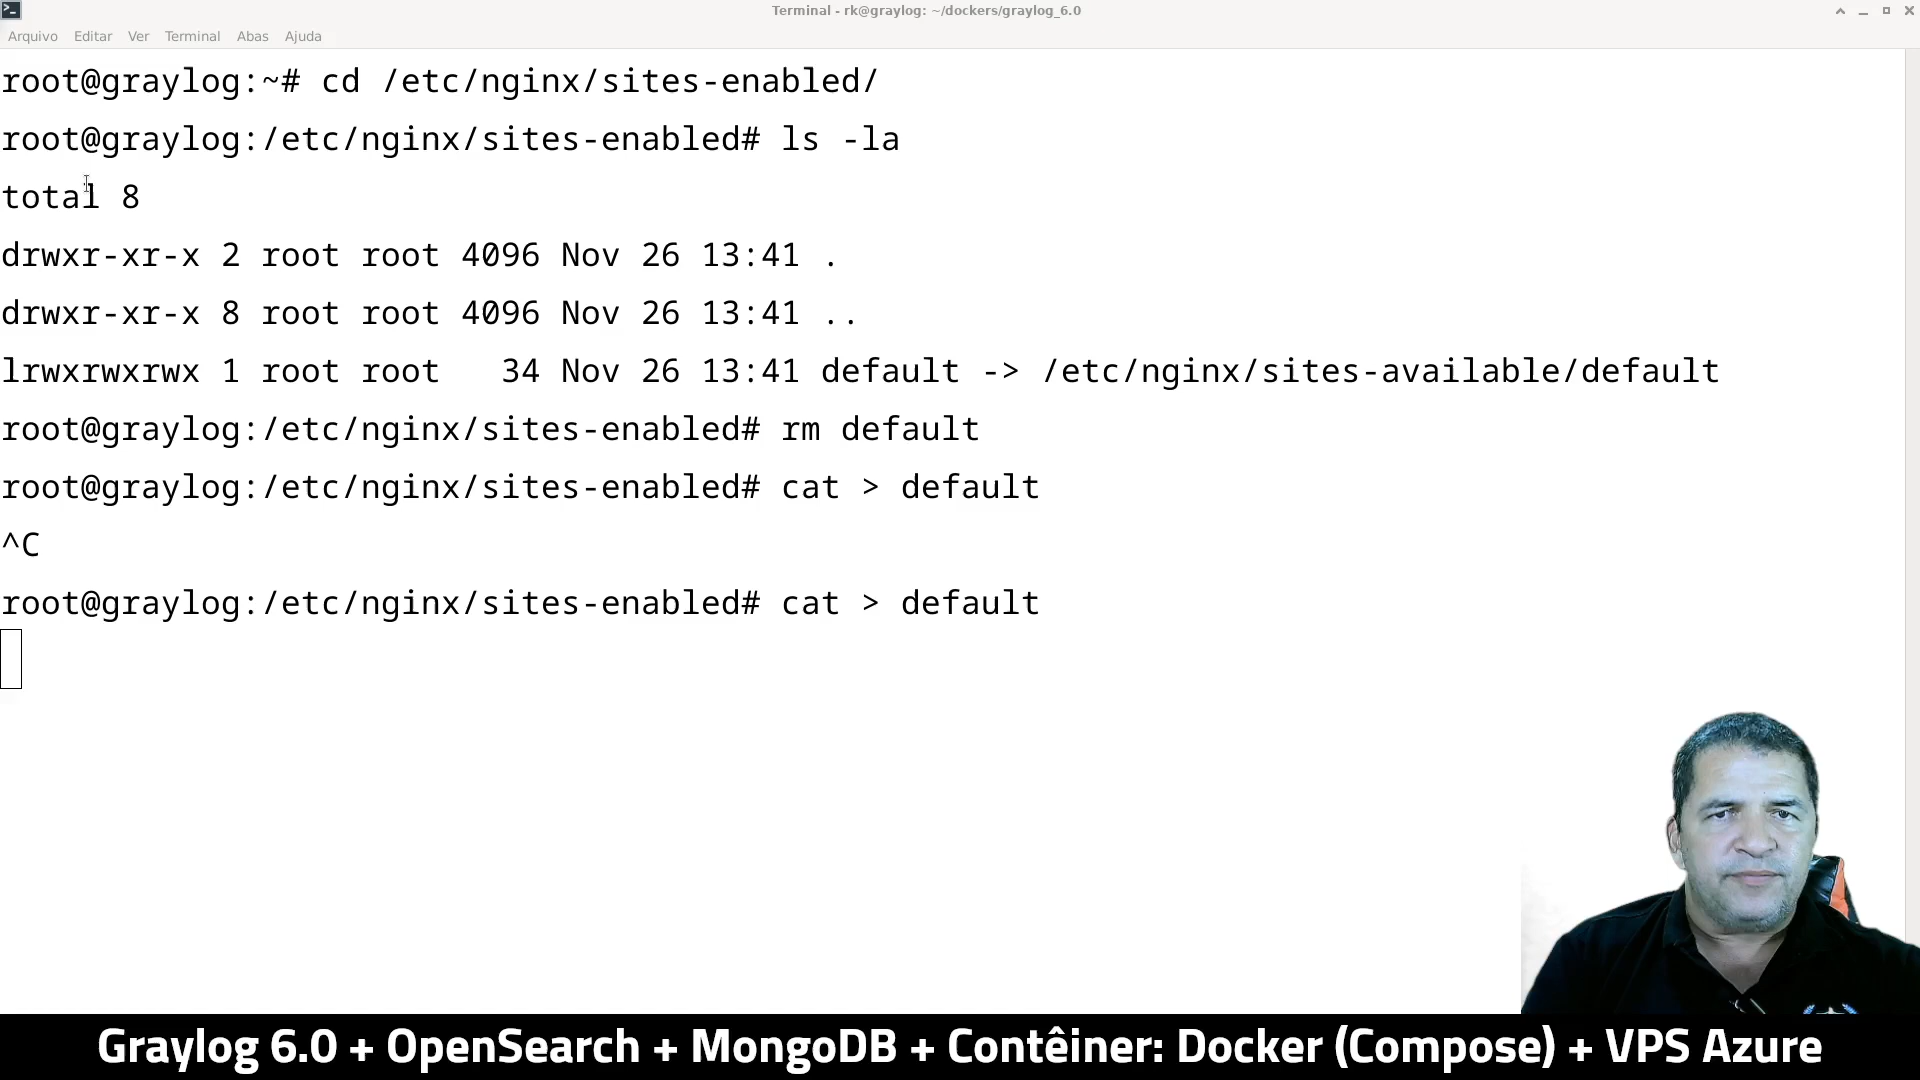 Terminal - rk@graylog: ~/dockers/graylog_6.0
Arquivo Editar Ver Terminal Abas Ajuda
root@graylog:~# cd /etc/nginx/sites-enabled/
root@graylog:/etc/nginx/sites-enabled# ls -la
total 8
drwxr-xr-x 2 root root 4096 Nov 26 13:41 .
drwxr-xr-x 8 root root 4096 Nov 26 13:41 ..
lrwxrwxrwx 1 root root   34 Nov 26 13:41 default -> /etc/nginx/sites-available/default
root@graylog:/etc/nginx/sites-enabled# rm default
root@graylog:/etc/nginx/sites-enabled# cat > default
^C
root@graylog:/etc/nginx/sites-enabled# cat > default
Graylog 6.0 + OpenSearch + MongoDB + Contêiner: Docker (Compose) + VPS Azure